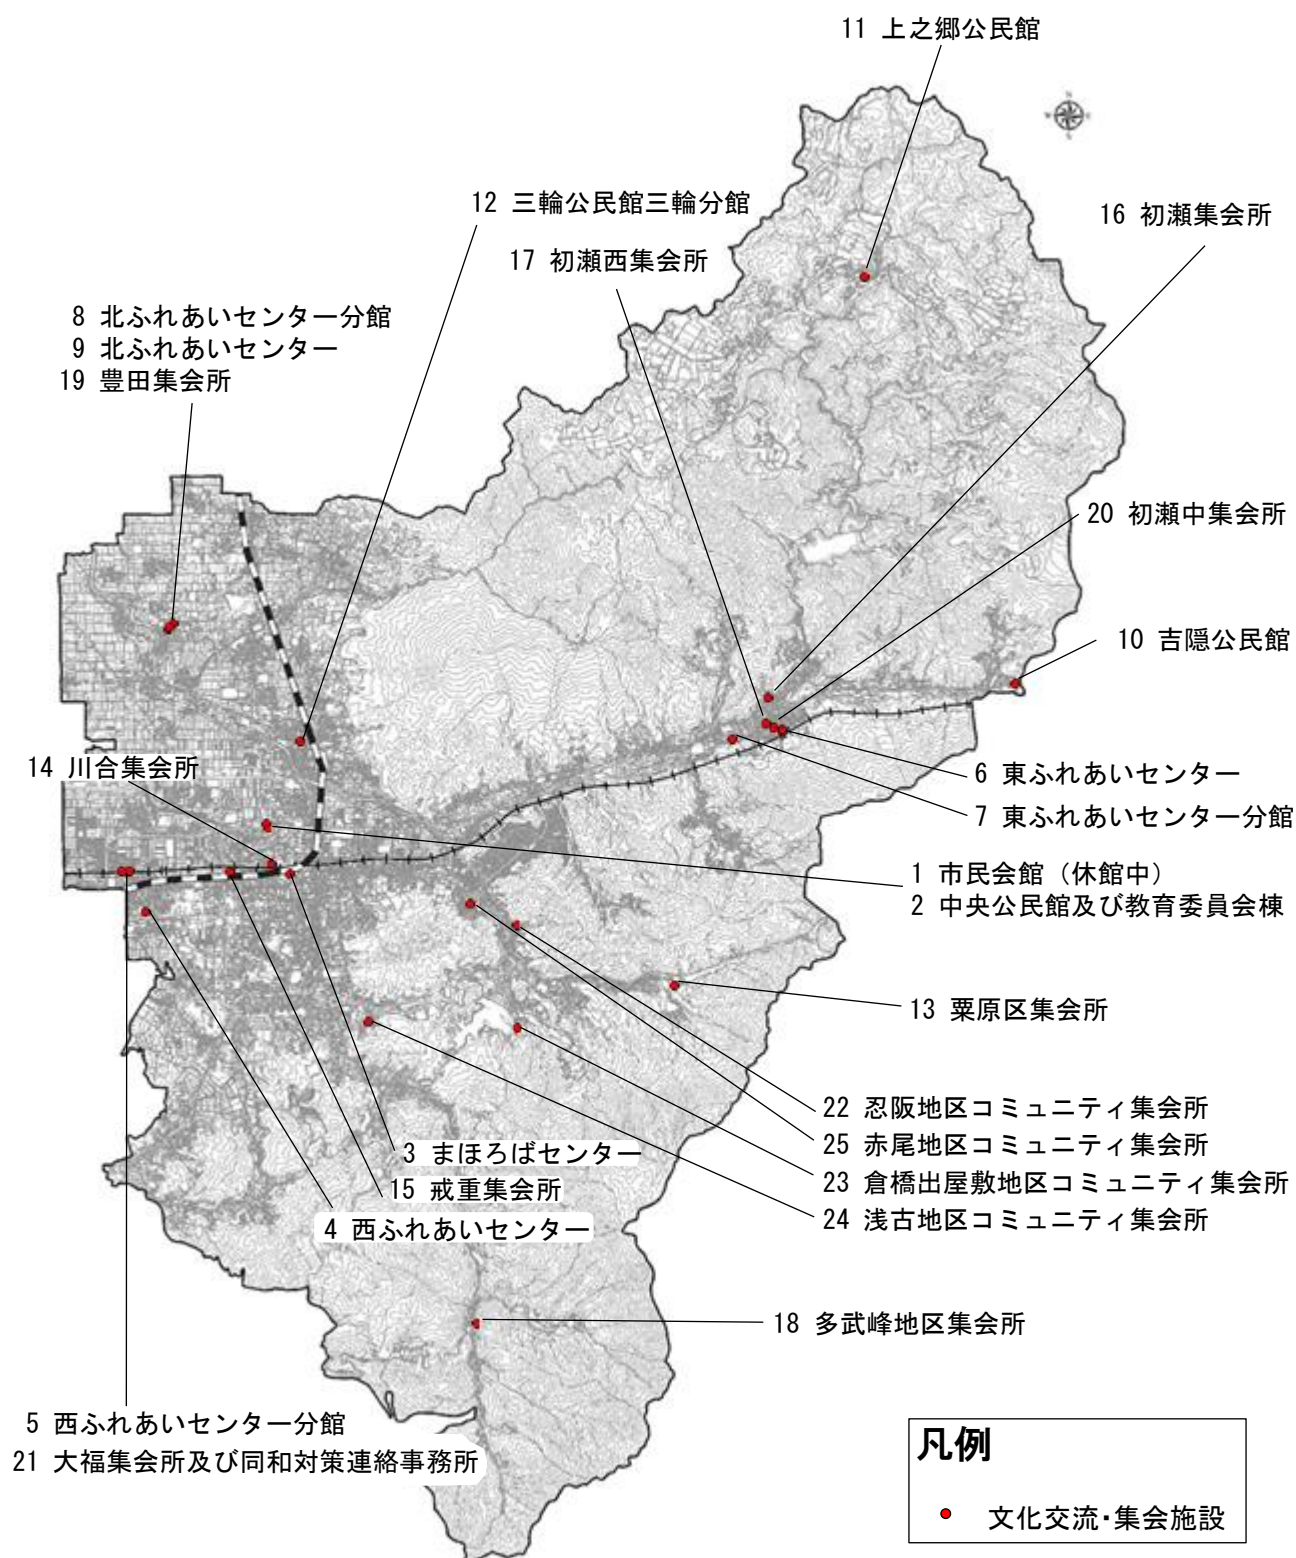 11 上之郷公民館
12 三輪公民館三輪分館
16 初瀬集会所
17 初瀬西集会所
8 北ふれあいセンター分館
9 北ふれあいセンター
19 豊田集会所
20 初瀬中集会所
10 吉隠公民館
14 川合集会所
6 東ふれあいセンター
7 東ふれあいセンター分館
1 市民会館（休館中）
2 中央公民館及び教育委員会棟
13 粟原区集会所
22 忍阪地区コミュニティ集会所
25 赤尾地区コミュニティ集会所
23 倉橋出屋敷地区コミュニティ集会所
24 浅古地区コミュニティ集会所
3 まほろばセンター
15 戒重集会所
4 西ふれあいセンター
18 多武峰地区集会所
5 西ふれあいセンター分館
21 大福集会所及び同和対策連絡事務所
凡例
文化交流・集会施設